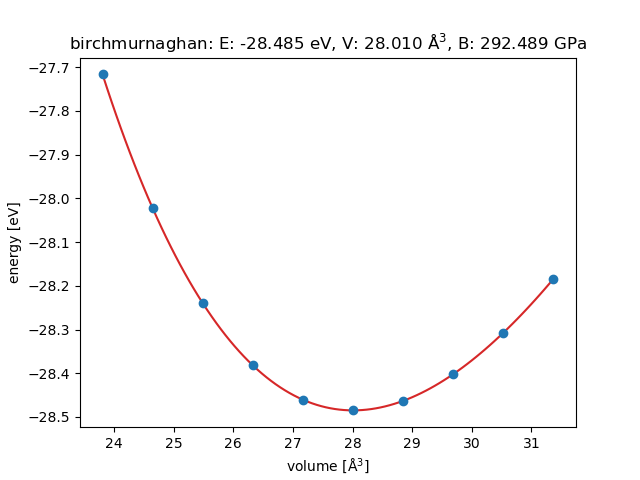 birchmurnaghan: E: -28.485 eV, V: 28.010 Å³, B: 292.489 GPa
−27.7
−27.8
−27.9
−28.0
−28.1
−28.2
−28.3
−28.4
−28.5
energy [eV]
24 25 26 27 28 29 30 31
volume [Å³]